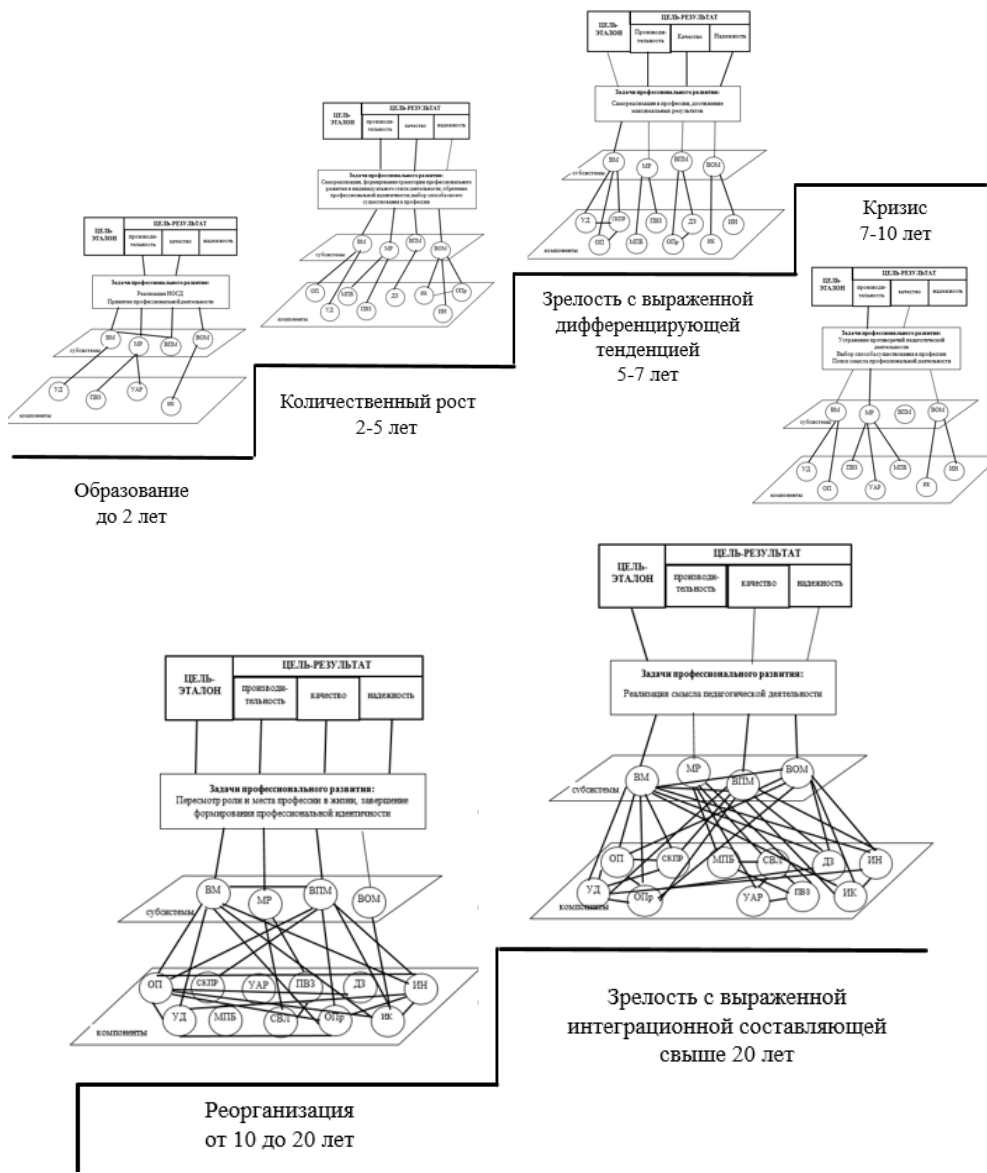 ЦЕЛЬ-ЭТАЛОН
ЦЕЛЬ-РЕЗУЛЬТАТ
производи-
тельность
качество
надежность
Задачи профессионального развития:
Реализация НОСД
Принятие профессиональной деятельности
ВМ
МР
ВПМ
ВОМ
субсистемы
УД
ПВЗ
УАР
ИК
компоненты
Образование
до 2 лет
ЦЕЛЬ-
ЭТАЛОН
ЦЕЛЬ-РЕЗУЛЬТАТ
производи-
тельность
качество
надежность
Задачи профессионального развития:
Самореализация, формирование траектории профессионального
развития и индивидуального стиля деятельности; обретение
профессиональной идентичности; выбор способа своего
существования в профессии
ВМ
МР
ВПМ
ВОМ
субсистемы
ОП
МПБ
ДЗ
ИК
ОПр
УД
ПВЗ
ИН
компоненты
Количественный рост
2-5 лет
ЦЕЛЬ-
ЭТАЛОН
ЦЕЛЬ-РЕЗУЛЬТАТ
Производи-
тельность
Качество
Надежность
Задачи профессионального развития:
Самореализация в профессии, достижение
максимальных результатов
ВМ
МР
ВПМ
ВОМ
субсистемы
УД
СКПР
ПВЗ
ДЗ
ИН
ОП
МПБ
ОПр
ИК
компоненты
Зрелость с выраженной
дифференцирующей
тенденцией
5-7 лет
Кризис
7-10 лет
ЦЕЛЬ-
ЭТАЛОН
ЦЕЛЬ-РЕЗУЛЬТАТ
производи-
тельность
качество
надежность
Задачи профессионального развития:
Устранение противоречий педагогической
деятельности
Выбор способа существования в профессии
Поиск смысла профессиональной деятельности
ВМ
МР
ВПМ
ВОМ
субсистемы
УД
ПВЗ
МПБ
ИН
ОП
УАР
ИК
компоненты
ЦЕЛЬ-
ЭТАЛОН
ЦЕЛЬ-РЕЗУЛЬТАТ
производи-
тельность
качество
надежность
Задачи профессионального развития:
Пересмотр роли и места профессии в жизни, завершение
формирования профессиональной идентичности
ВМ
МР
ВПМ
ВОМ
субсистемы
ОП
СКПР
УАР
ПВЗ
ДЗ
ИН
УД
МПБ
СВЛ
ОПр
ИК
компоненты
Реорганизация
от 10 до 20 лет
ЦЕЛЬ-
ЭТАЛОН
ЦЕЛЬ-РЕЗУЛЬТАТ
производи-
тельность
качество
надежность
Задачи профессионального развития:
Реализация смысла педагогической деятельности
ВМ
МР
ВПМ
ВОМ
субсистемы
ОП
СКПР
МПБ
СВЛ
ДЗ
ИН
УД
ОПр
УАР
ПВЗ
ИК
компоненты
Зрелость с выраженной
интеграционной составляющей
свыше 20 лет